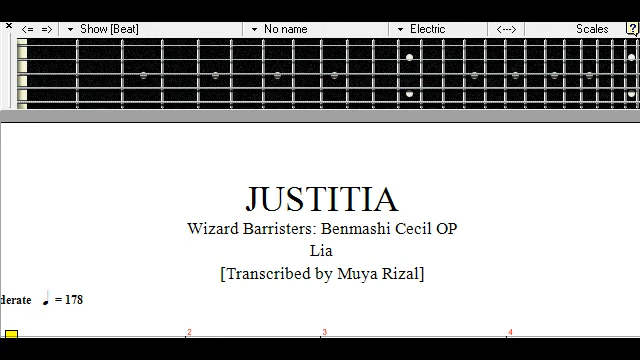 <= => Show [Beat] No name Electric <---> Scales ?
JUSTITIA
Wizard Barristers: Benmashi Cecil OP
Lia
[Transcribed by Muya Rizal]
derate = 178
2 3 4